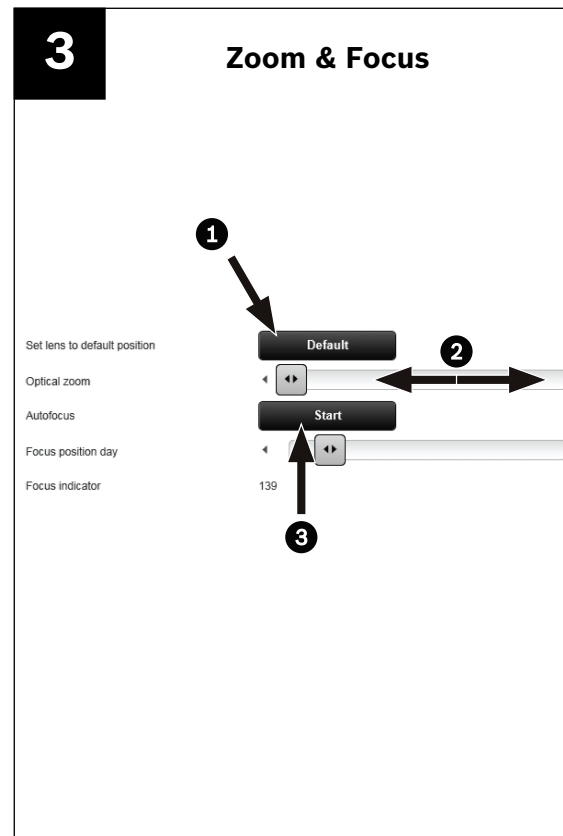 3
Zoom & Focus
1
Set lens to default position
Default
2
Optical zoom
Autofocus
Start
Focus position day
Focus indicator
139
3